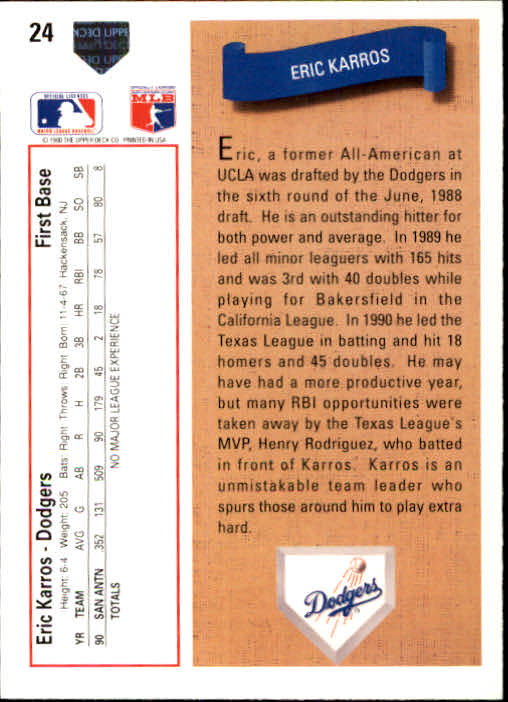 24
UPPER DECK
OFFICIAL LICENSEE
MAJOR LEAGUE BASEBALL
MLB
© 1990 THE UPPER DECK CO. PRINTED IN USA
Eric Karros - Dodgers First Base
Height: 6-4 Weight: 205 Bats: Right Throws: Right Born: 11-4-67 Hackensack, NJ
YR TEAM AVG G AB R H 2B 3B HR RBI BB SO SB
90 SAN ANTN .352 131 509 90 179 45 2 18 78 57 80 8
TOTALS NO MAJOR LEAGUE EXPERIENCE
ERIC KARROS
Eric, a former All-American at
UCLA was drafted by the Dodgers in
the sixth round of the June, 1988
draft. He is an outstanding hitter for
both power and average. In 1989 he
led all minor leaguers with 165 hits
and was 3rd with 40 doubles while
playing for Bakersfield in the
California League. In 1990 he led the
Texas League in batting and hit 18
homers and 45 doubles. He may
have had a more productive year,
but many RBI opportunities were
taken away by the Texas League's
MVP, Henry Rodriguez, who batted
in front of Karros. Karros is an
unmistakable team leader who
spurs those around him to play extra
hard.
Dodgers